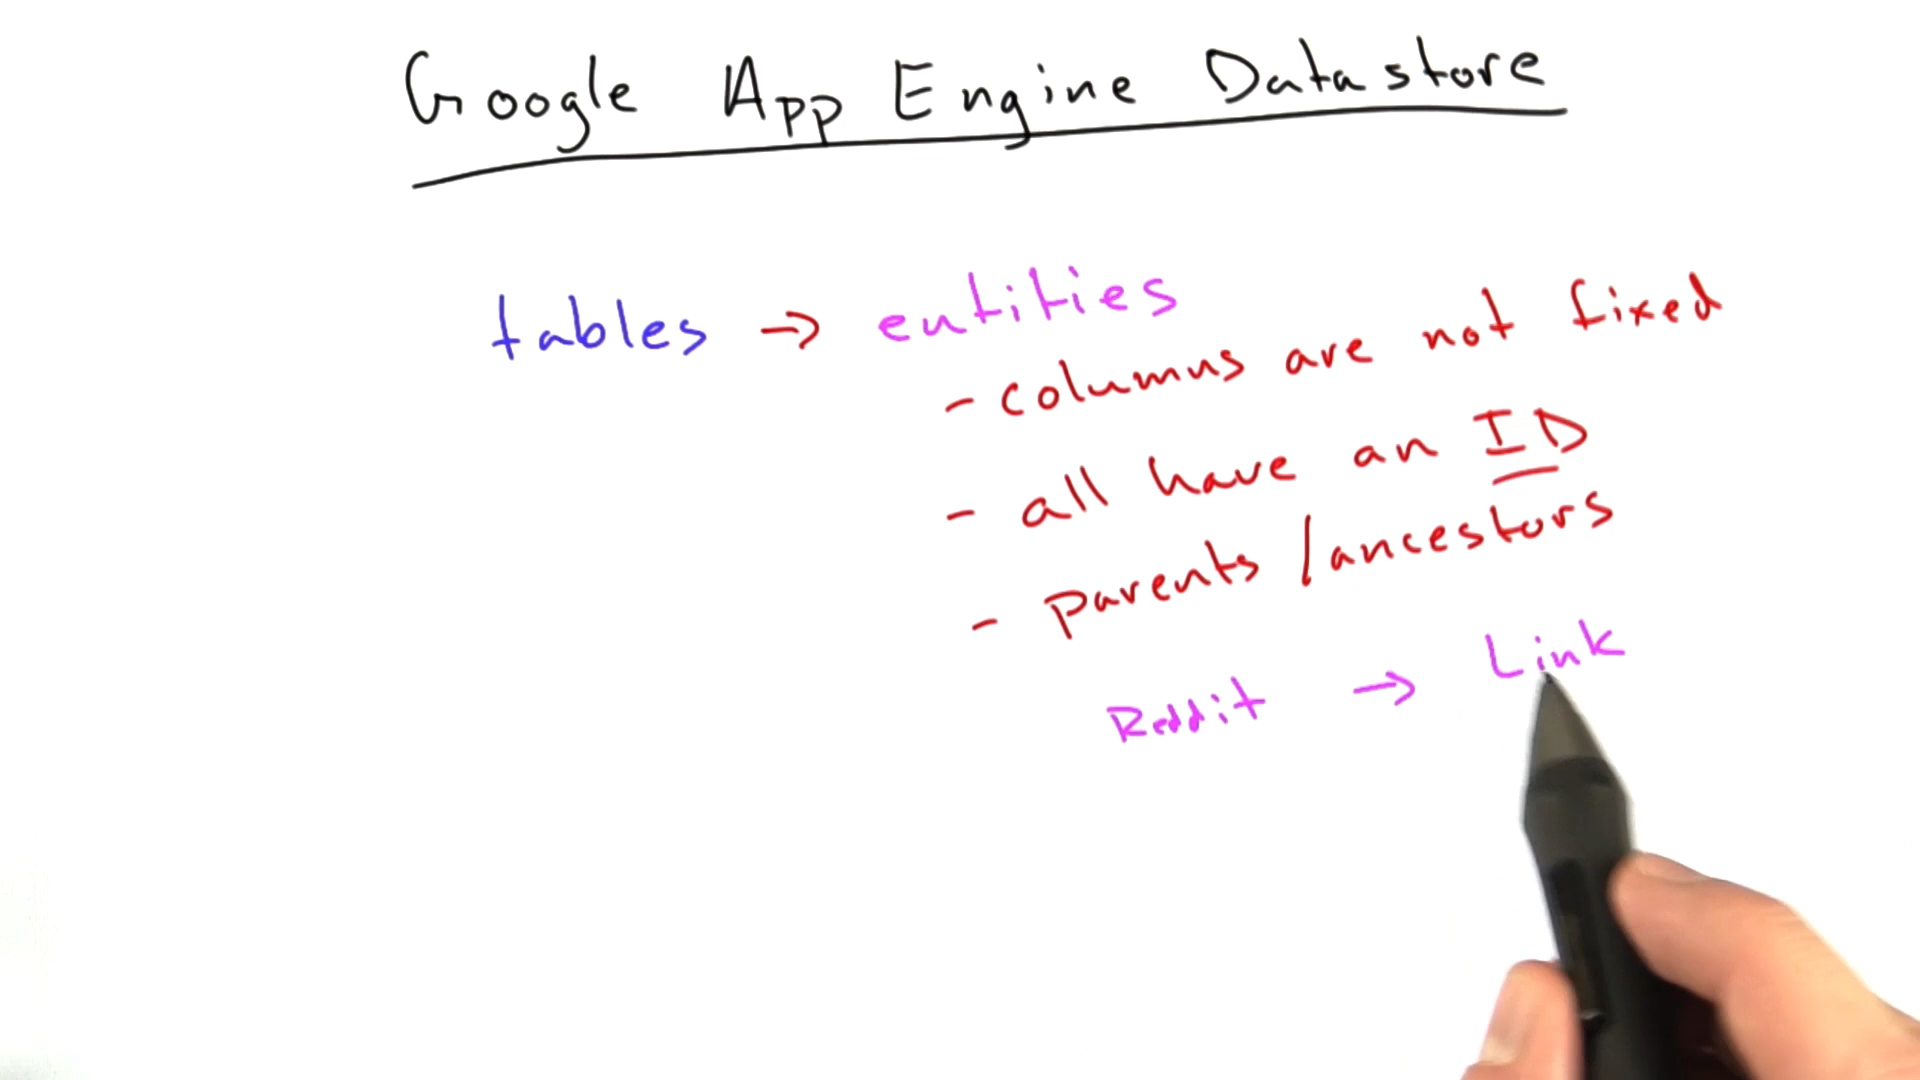 Google App Engine Datastore
tables → entities
- columns are not fixed
- all have an ID
- parents / ancestors
Reddit → Link